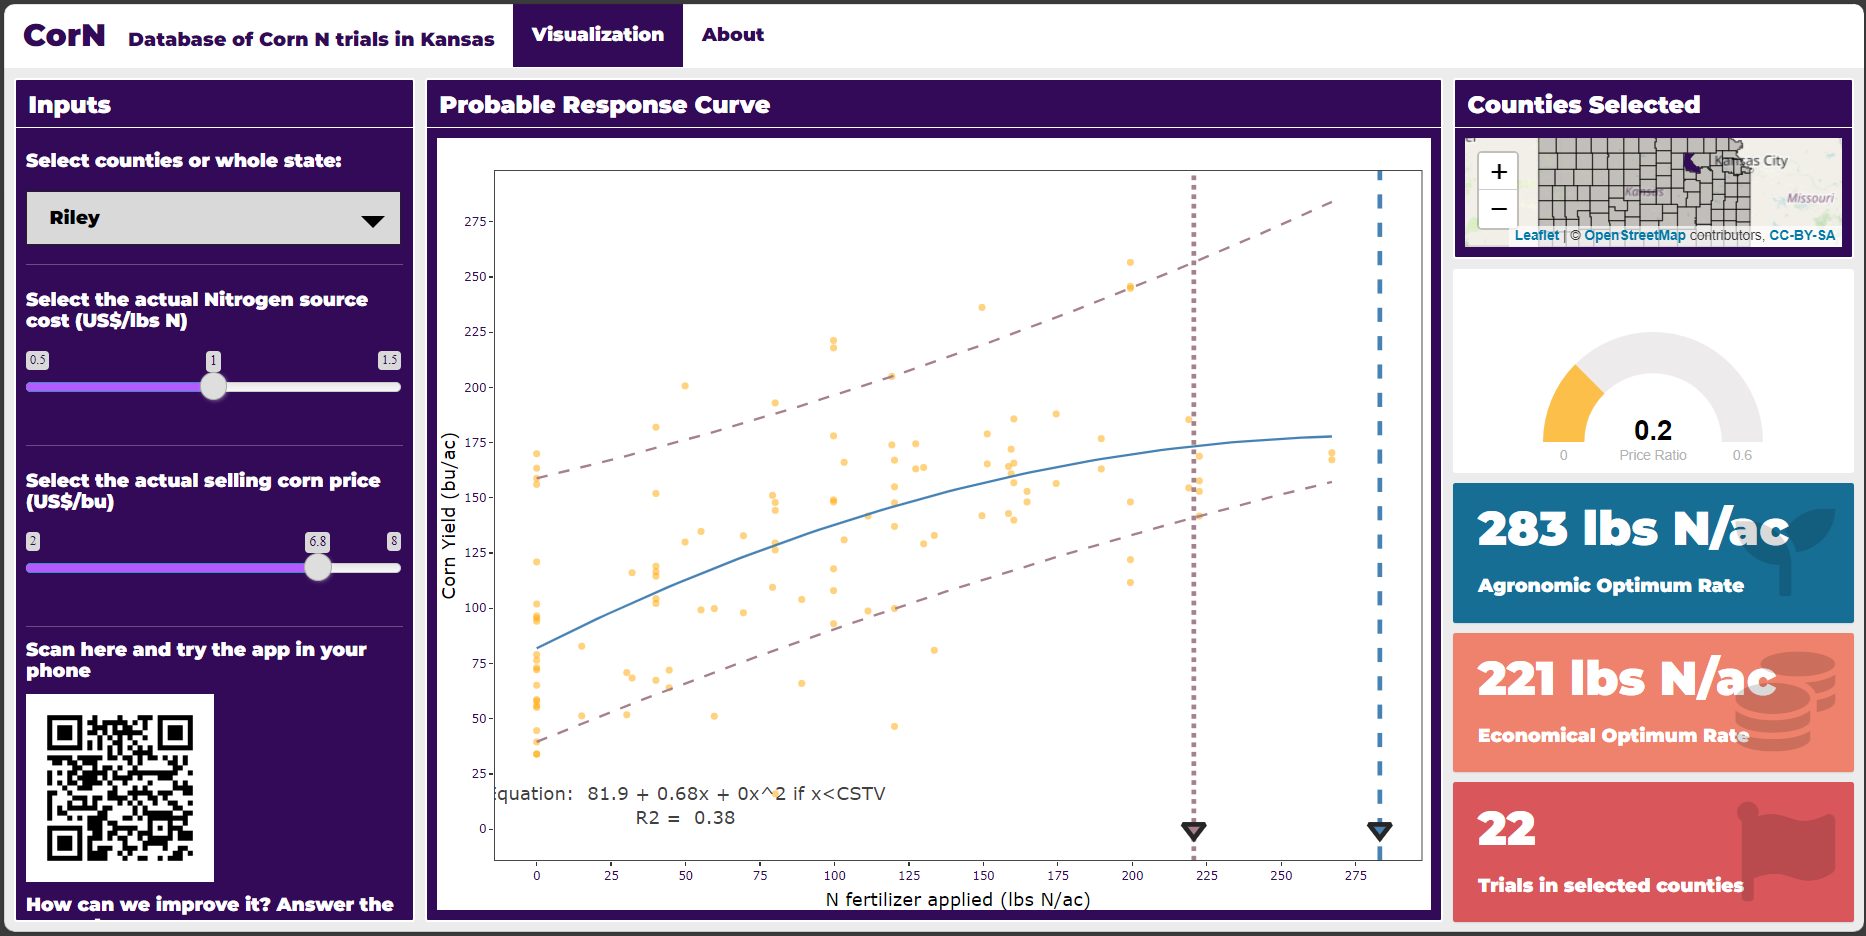 CorN
Database of Corn N trials in Kansas
Visualization
About
Inputs
Select counties or whole state:
Riley
Select the actual Nitrogen source
cost (US$/lbs N)
0.5
1
1.5
Select the actual selling corn price
(US$/bu)
2
6.8
8
Scan here and try the app in your
phone
How can we improve it? Answer the
Probable Response Curve
Corn Yield (bu/ac)
275
250
225
200
175
150
125
100
75
50
25
0
quation: 81.9 + 0.68x + 0x^2 if x<CSTV
R2 = 0.38
0
25
50
75
100
125
150
175
200
225
250
275
N fertilizer applied (lbs N/ac)
Counties Selected
+
−
Kansas City
Kansas
Missouri
Leaflet | © OpenStreetMap contributors, CC-BY-SA
0.2
0
Price Ratio
0.6
283 lbs N/ac
Agronomic Optimum Rate
221 lbs N/ac
Economical Optimum Rate
22
Trials in selected counties